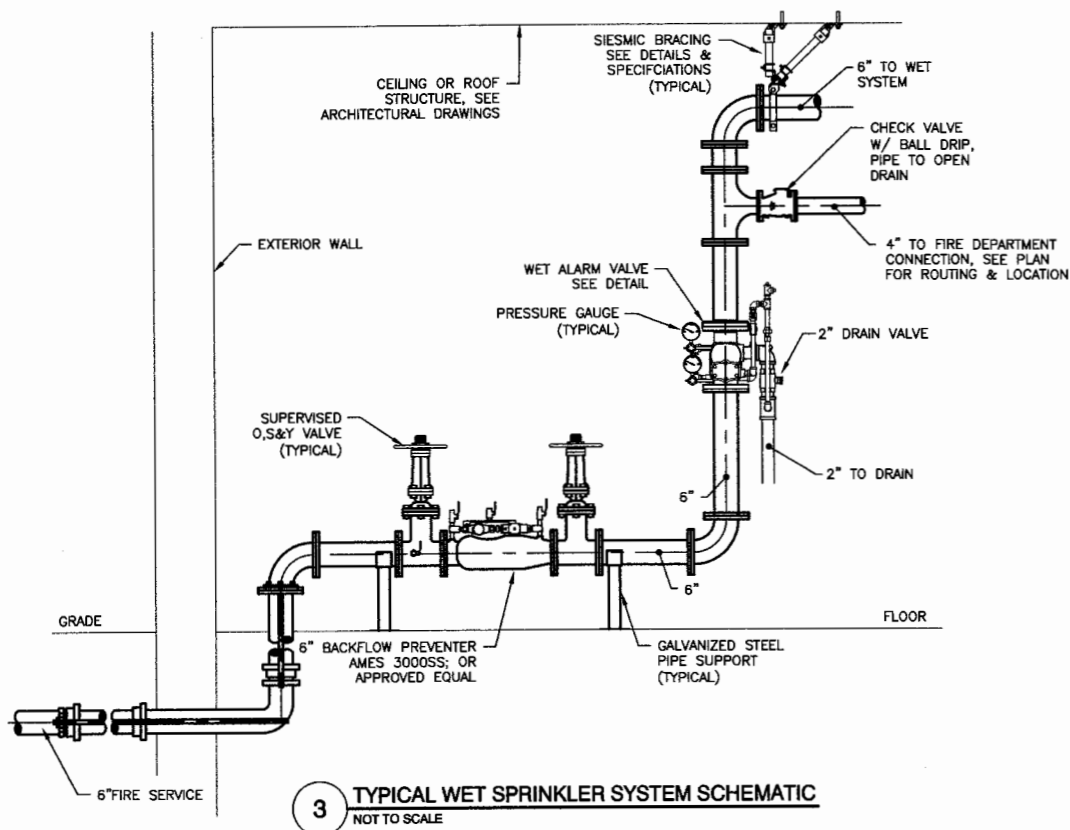 SIESMIC BRACING
SEE DETAILS &
SPECIFCIATIONS
(TYPICAL)
6" TO WET
SYSTEM
CEILING OR ROOF
STRUCTURE, SEE
ARCHITECTURAL DRAWINGS
CHECK VALVE
W/ BALL DRIP,
PIPE TO OPEN
DRAIN
EXTERIOR WALL
4" TO FIRE DEPARTMENT
CONNECTION, SEE PLAN
FOR ROUTING & LOCATION
WET ALARM VALVE
SEE DETAIL
PRESSURE GAUGE
(TYPICAL)
2" DRAIN VALVE
SUPERVISED
O,S&Y VALVE
(TYPICAL)
2" TO DRAIN
6"
6"
GRADE
FLOOR
6" BACKFLOW PREVENTER
AMES 3000SS; OR
APPROVED EQUAL
GALVANIZED STEEL
PIPE SUPPORT
(TYPICAL)
6"FIRE SERVICE
3
TYPICAL WET SPRINKLER SYSTEM SCHEMATIC
NOT TO SCALE